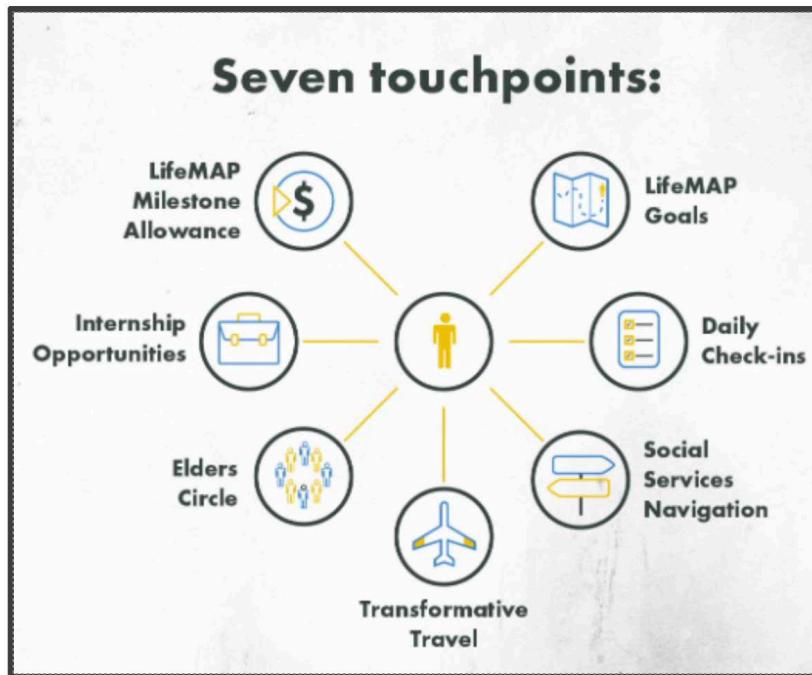 Seven touchpoints:
LifeMAP
Milestone
Allowance
$
LifeMAP
Goals
Internship
Opportunities
Daily
Check-ins
Elders
Circle
Social
Services
Navigation
Transformative
Travel